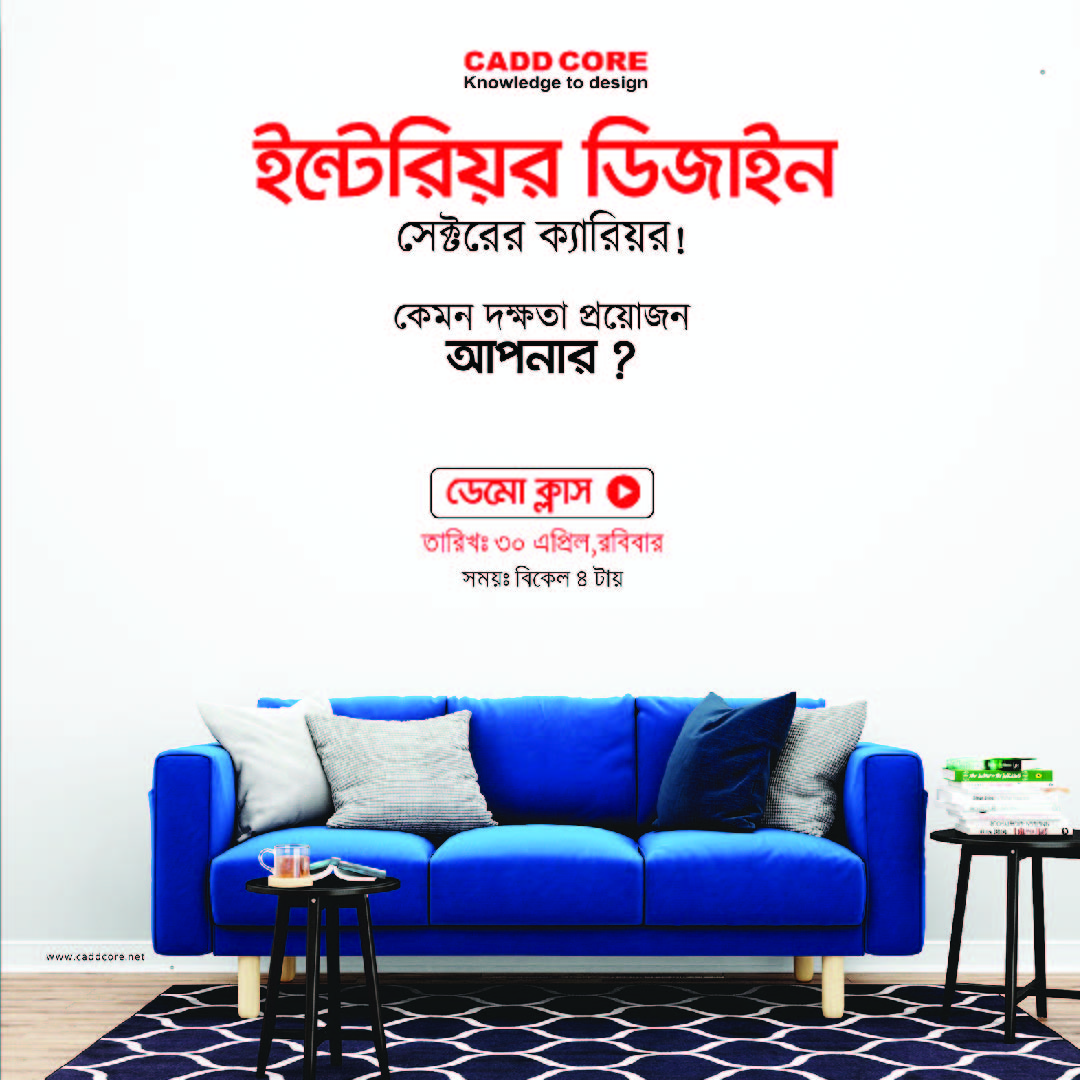 CADD CORE
Knowledge to design
ইন্টেরিয়র ডিজাইন
সেক্টরের ক্যারিয়র!
কেমন দক্ষতা প্রয়োজন
আপনার ?
ডেমো ক্লাস
তারিখঃ ৩০ এপ্রিল,রবিবার
সময়ঃ বিকেল ৪ টায়
www.caddcore.net